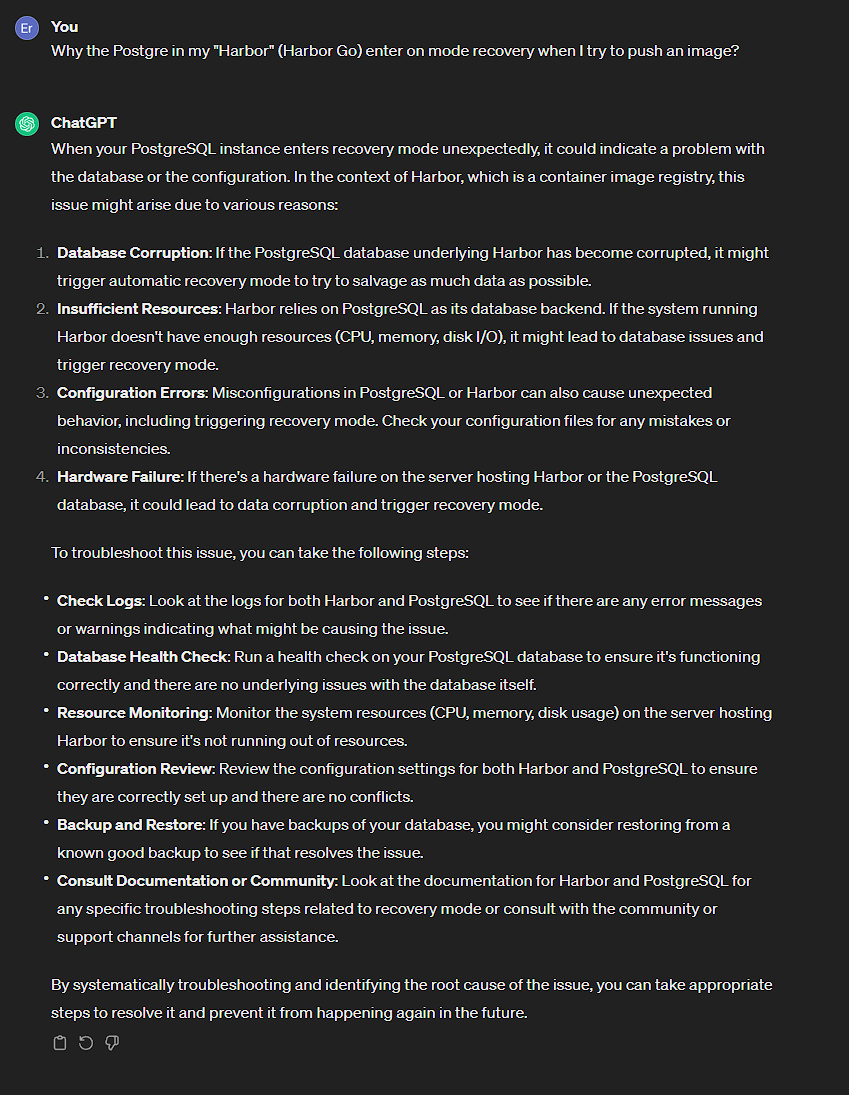 Er
You
Why the Postgre in my "Harbor" (Harbor Go) enter on mode recovery when I try to push an image?
ChatGPT
When your PostgreSQL instance enters recovery mode unexpectedly, it could indicate a problem with
the database or the configuration. In the context of Harbor, which is a container image registry, this
issue might arise due to various reasons:
1. Database Corruption: If the PostgreSQL database underlying Harbor has become corrupted, it might
trigger automatic recovery mode to try to salvage as much data as possible.
2. Insufficient Resources: Harbor relies on PostgreSQL as its database backend. If the system running
Harbor doesn't have enough resources (CPU, memory, disk I/O), it might lead to database issues and
trigger recovery mode.
3. Configuration Errors: Misconfigurations in PostgreSQL or Harbor can also cause unexpected
behavior, including triggering recovery mode. Check your configuration files for any mistakes or
inconsistencies.
4. Hardware Failure: If there's a hardware failure on the server hosting Harbor or the PostgreSQL
database, it could lead to data corruption and trigger recovery mode.
To troubleshoot this issue, you can take the following steps:
• Check Logs: Look at the logs for both Harbor and PostgreSQL to see if there are any error messages
or warnings indicating what might be causing the issue.
• Database Health Check: Run a health check on your PostgreSQL database to ensure it's functioning
correctly and there are no underlying issues with the database itself.
• Resource Monitoring: Monitor the system resources (CPU, memory, disk usage) on the server hosting
Harbor to ensure it's not running out of resources.
• Configuration Review: Review the configuration settings for both Harbor and PostgreSQL to ensure
they are correctly set up and there are no conflicts.
• Backup and Restore: If you have backups of your database, you might consider restoring from a
known good backup to see if that resolves the issue.
• Consult Documentation or Community: Look at the documentation for Harbor and PostgreSQL for
any specific troubleshooting steps related to recovery mode or consult with the community or
support channels for further assistance.
By systematically troubleshooting and identifying the root cause of the issue, you can take appropriate
steps to resolve it and prevent it from happening again in the future.